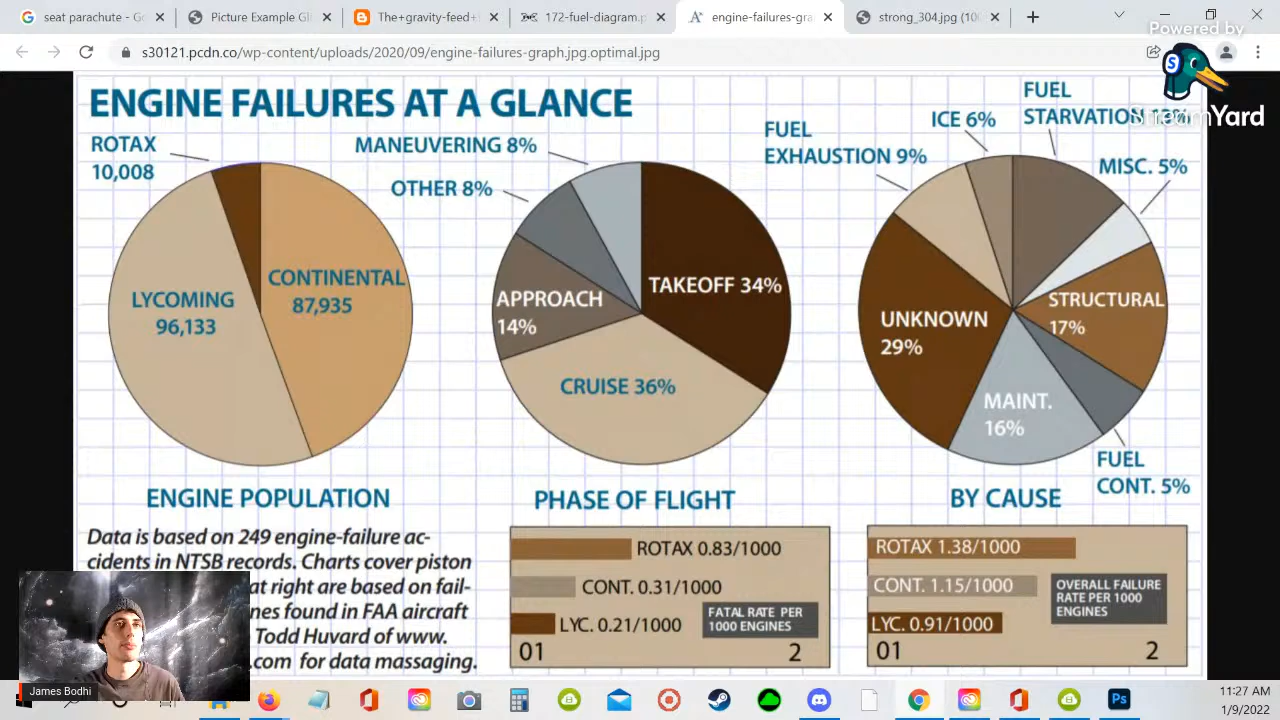 seat parachute - Go
Picture Example Skil
The+gravity-feed+f
172-fuel-diagram.p
engine-failures-gra
strong_304.jpg (10
s30121.pcdn.co/wp-content/uploads/2020/09/engine-failures-graph.jpg.optimal.jpg
Powered by
StreamYard
ENGINE FAILURES AT A GLANCE
ROTAX
10,008
LYCOMING
96,133
CONTINENTAL
87,935
ENGINE POPULATION
MANEUVERING 8%
OTHER 8%
APPROACH
14%
TAKEOFF 34%
CRUISE 36%
PHASE OF FLIGHT
FUEL
EXHAUSTION 9%
ICE 6%
FUEL
STARVATION
MISC. 5%
STRUCTURAL
17%
UNKNOWN
29%
MAINT.
16%
FUEL
CONT. 5%
BY CAUSE
Data is based on 249 engine-failure ac-
cidents in NTSB records. Charts cover piston
at right are based on fail-
nes found in FAA aircraft
Todd Huvard of www.
.com for data massaging.
ROTAX 0.83/1000
CONT. 0.31/1000
LYC. 0.21/1000
FATAL RATE PER
1000 ENGINES
01 2
ROTAX 1.38/1000
CONT. 1.15/1000
LYC. 0.91/1000
OVERALL FAILURE
RATE PER 1000
ENGINES
01 2
James Bodhi
Ps
11:27 AM
1/9/2022